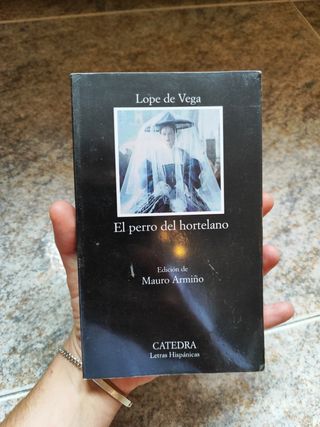 Lope de Vega
El perro del hortelano
Edición de
Mauro Armiño
CATEDRA
Letras Hispánicas